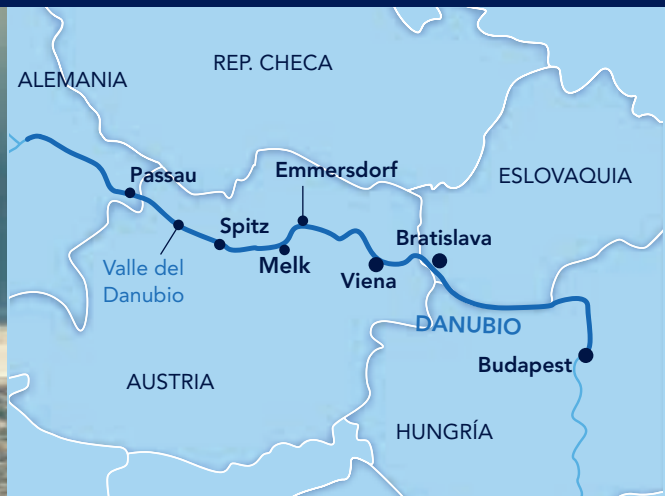 REP. CHECA
ALEMANIA
Emmersdorf
Passau
ESLOVAQUIA
Spitz
Bratislava
Valle del
Danubio
Melk
Viena
DANUBIO
Budapest
AUSTRIA
HUNGRÍA